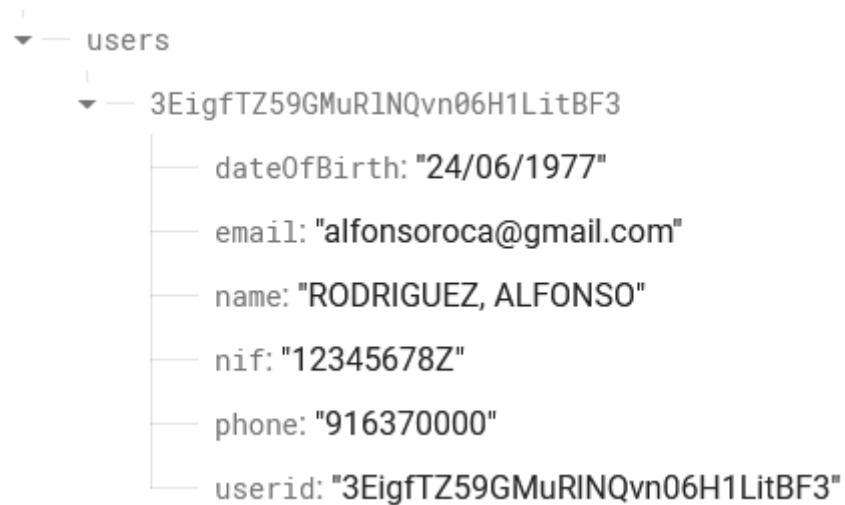 users
3EigfTZ59GMuRlNQvn06H1LitBF3
dateOfBirth: "24/06/1977"
email: "alfonsoroca@gmail.com"
name: "RODRIGUEZ, ALFONSO"
nif: "12345678Z"
phone: "916370000"
userid: "3EigfTZ59GMuRlNQvn06H1LitBF3"